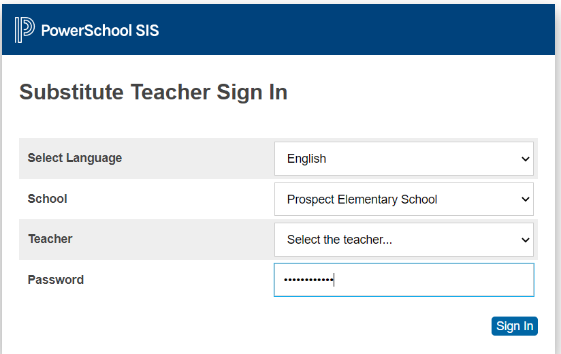 PowerSchool SIS
Substitute Teacher Sign In
Select Language English
School Prospect Elementary School
Teacher Select the teacher...
Password ••••••••••••
Sign In